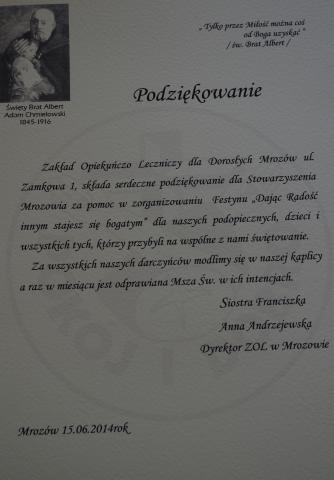 „ Tylko przez Miłość można coś
od Boga uzyskać "
/ św. Brat Albert /
Święty Brat Albert
Adam Chmielowski
1845-1916
Podziękowanie
Zakład Opiekuńczo Leczniczy dla Dorosłych Mrozów ul.
Zamkowa 1, składa serdeczne podziękowanie dla Stowarzyszenia
Mrozowia za pomoc w zorganizowaniu Festynu „Dając Radość
innym stajesz się bogatym" dla naszych podopiecznych, dzieci i
wszystkich tych, którzy przybyli na wspólne z nami świętowanie.
Za wszystkich naszych darczyńców modlimy się w naszej kaplicy
a raz w miesiącu jest odprawiana Msza Św. w ich intencjach.
Siostra Franciszka
Anna Andrzejewska
Dyrektor ZOL w Mrozowie
Mrozów 15.06.2014rok